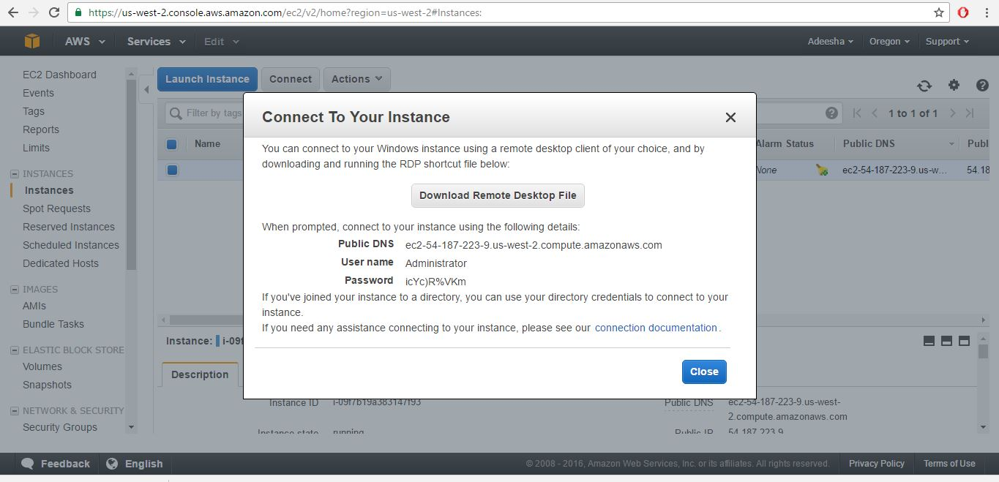 https://us-west-2.console.aws.amazon.com/ec2/v2/home?region=us-west-2#Instances:
AWS Services Edit Adeesha Oregon Support
EC2 Dashboard
Events
Tags
Reports
Limits
INSTANCES
Instances
Spot Requests
Reserved Instances
Scheduled Instances
Dedicated Hosts
IMAGES
AMIs
Bundle Tasks
ELASTIC BLOCK STORE
Volumes
Snapshots
NETWORK & SECURITY
Security Groups
Launch Instance Connect Actions
Filter by tags 1 to 1 of 1
Name Alarm Status Public DNS Publ
None ec2-54-187-223-9.us-w... 54.18
Connect To Your Instance
You can connect to your Windows instance using a remote desktop client of your choice, and by
downloading and running the RDP shortcut file below:
Download Remote Desktop File
When prompted, connect to your instance using the following details:
Public DNS ec2-54-187-223-9.us-west-2.compute.amazonaws.com
User name Administrator
Password icYc)R%VKm
If you've joined your instance to a directory, you can use your directory credentials to connect to your
instance.
If you need any assistance connecting to your instance, please see our connection documentation.
Close
Instance: i-09f
Description
Instance ID i-09f7b19a383147f93 Public DNS ec2-54-187-223-9.us-west-
2.compute.amazonaws.com
Instance state running Public IP 54.187.223.9
Feedback English © 2008 - 2016, Amazon Web Services, Inc. or its affiliates. All rights reserved. Privacy Policy Terms of Use